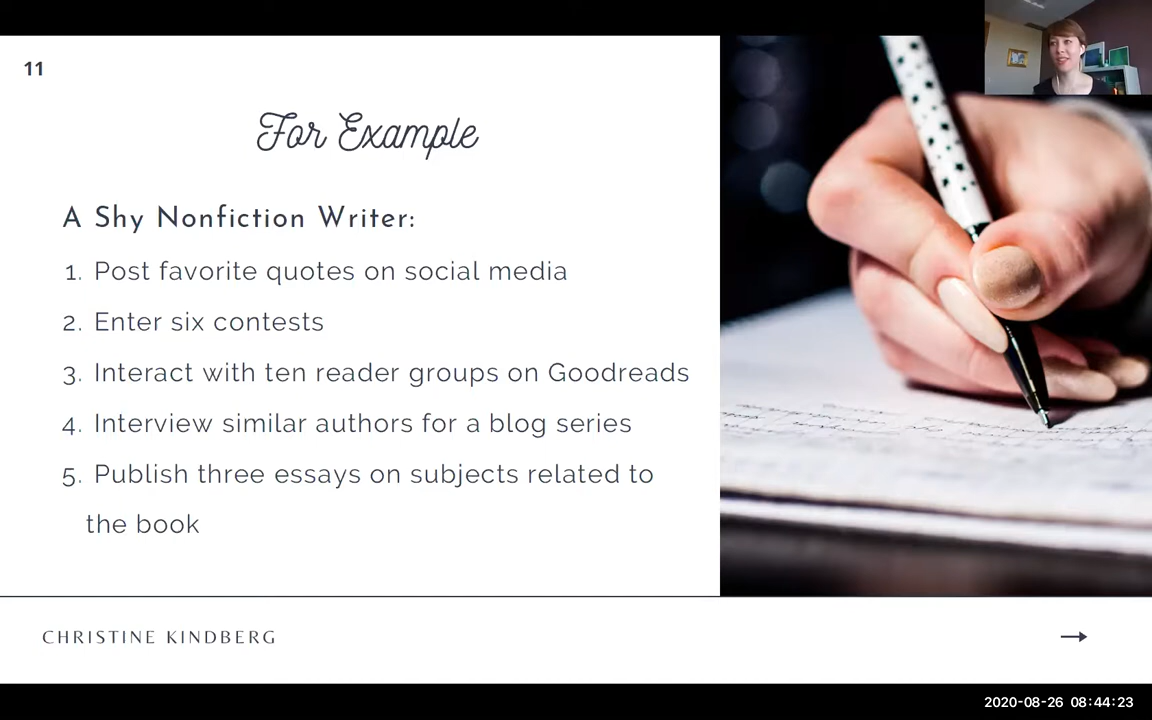 11
For Example
A Shy Nonfiction Writer:
1. Post favorite quotes on social media
2. Enter six contests
3. Interact with ten reader groups on Goodreads
4. Interview similar authors for a blog series
5. Publish three essays on subjects related to
the book
CHRISTINE KINDBERG
2020-08-26 08:44:23